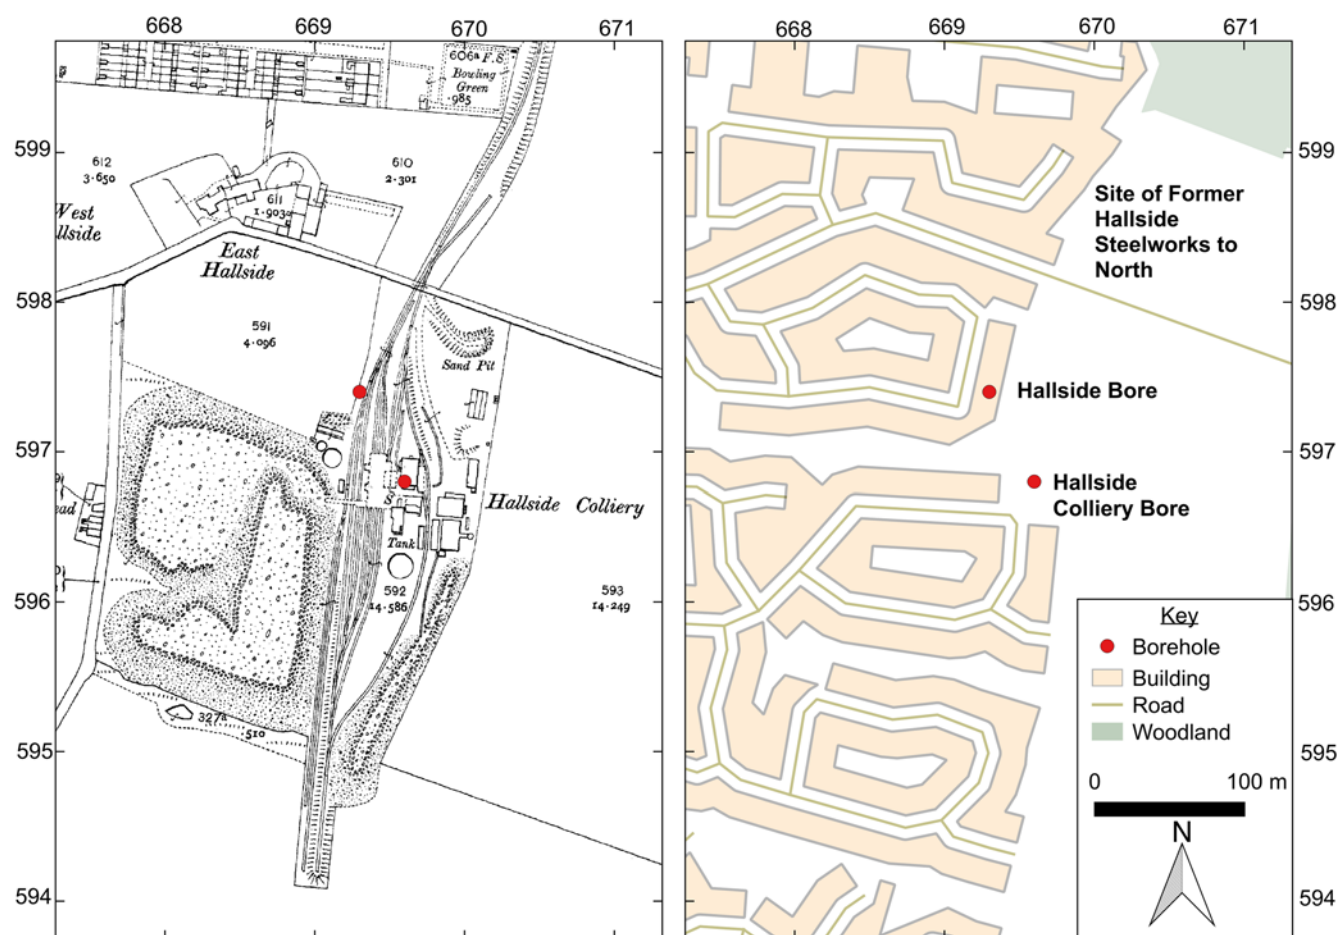 668
669
670
671
668
669
670
671
599
598
597
596
595
594
606a F.S
Bowling
Green
·985
612
3·650
610
2·301
611
1·903
West
llside
East
Hallside
591
4·096
Sand Pit
Hallside Colliery
S
Tank
ead
592
14·586
593
14·249
327a
·510
Site of Former
Hallside
Steelworks to
North
Hallside Bore
Hallside
Colliery Bore
Key
Borehole
Building
Road
Woodland
0
100 m
N
599
598
597
596
595
594